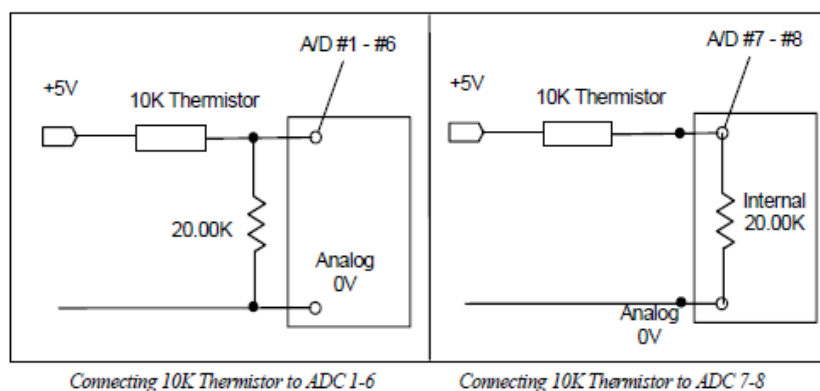 A/D #1 - #6
+5V
10K Thermistor
20.00K
Analog
0V
Connecting 10K Thermistor to ADC 1-6
A/D #7 - #8
+5V
10K Thermistor
Internal
20.00K
Analog
0V
Connecting 10K Thermistor to ADC 7-8